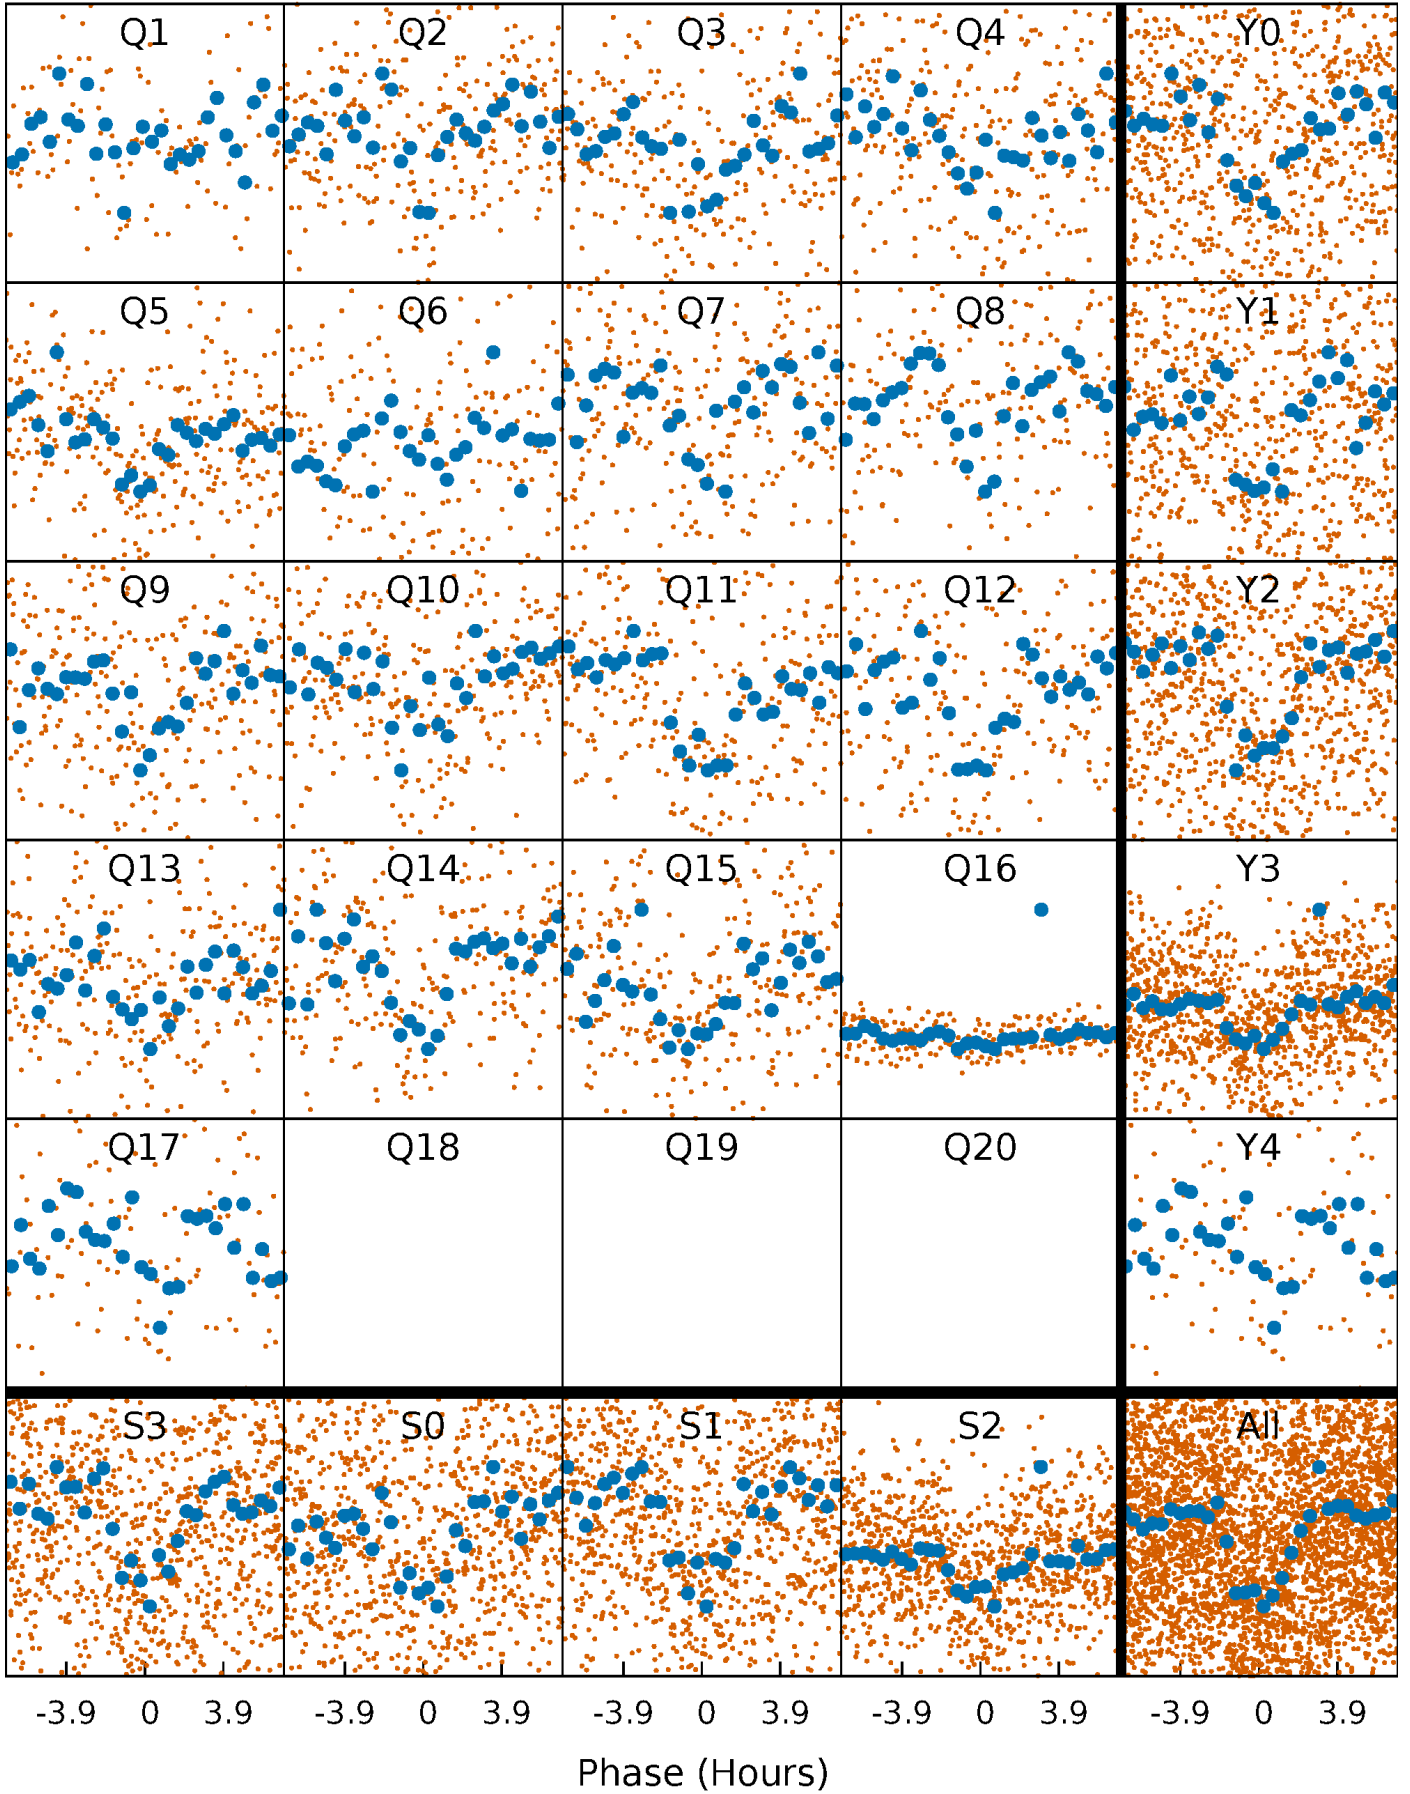 Q1 Q2 Q3 Q4 Y0
Q5 Q6 Q7 Q8 Y1
Q9 Q10 Q11 Q12 Y2
Q13 Q14 Q15 Q16 Y3
Q17 Q18 Q19 Q20 Y4
S3 S0 S1 S2 All
-3.9 0 3.9 -3.9 0 3.9 -3.9 0 3.9 -3.9 0 3.9 -3.9 0 3.9
Phase (Hours)